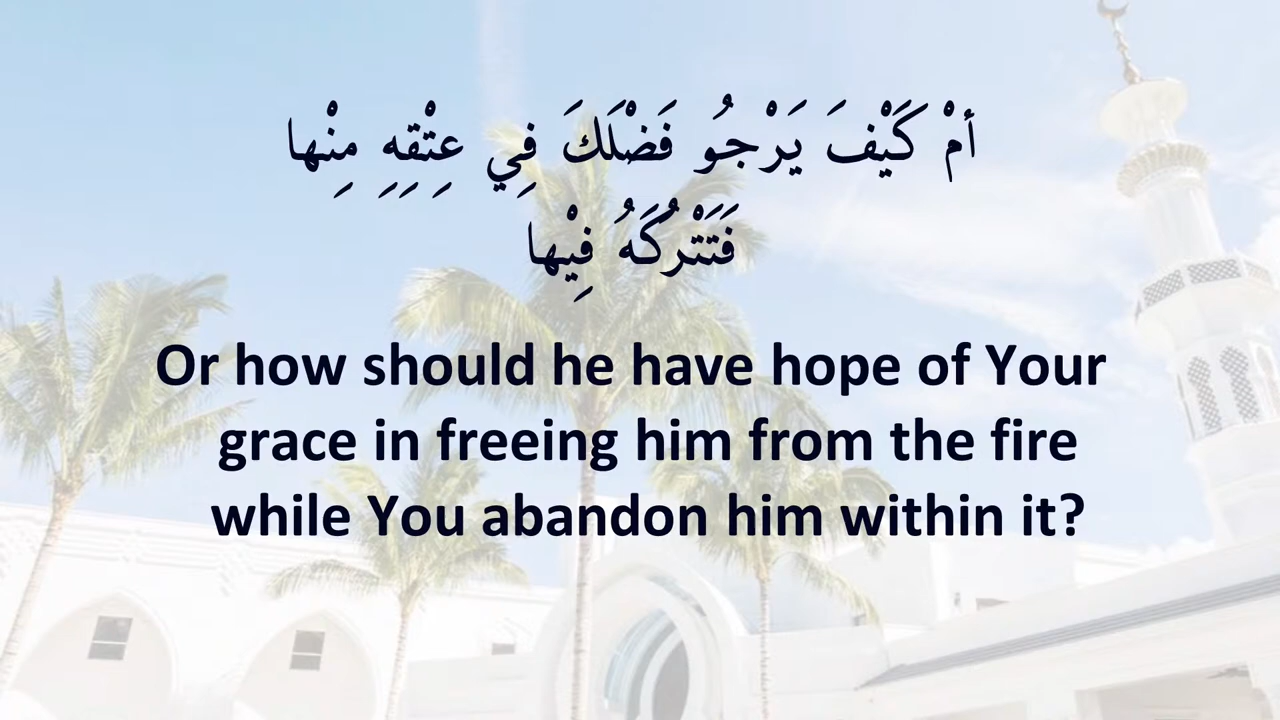 أمْ كَيْفَ يَرْجُو فَضْلَكَ فِي عِتْقِهِ مِنْها
فَتَتْرُكَهُ فِيْها
Or how should he have hope of Your
grace in freeing him from the fire
while You abandon him within it?